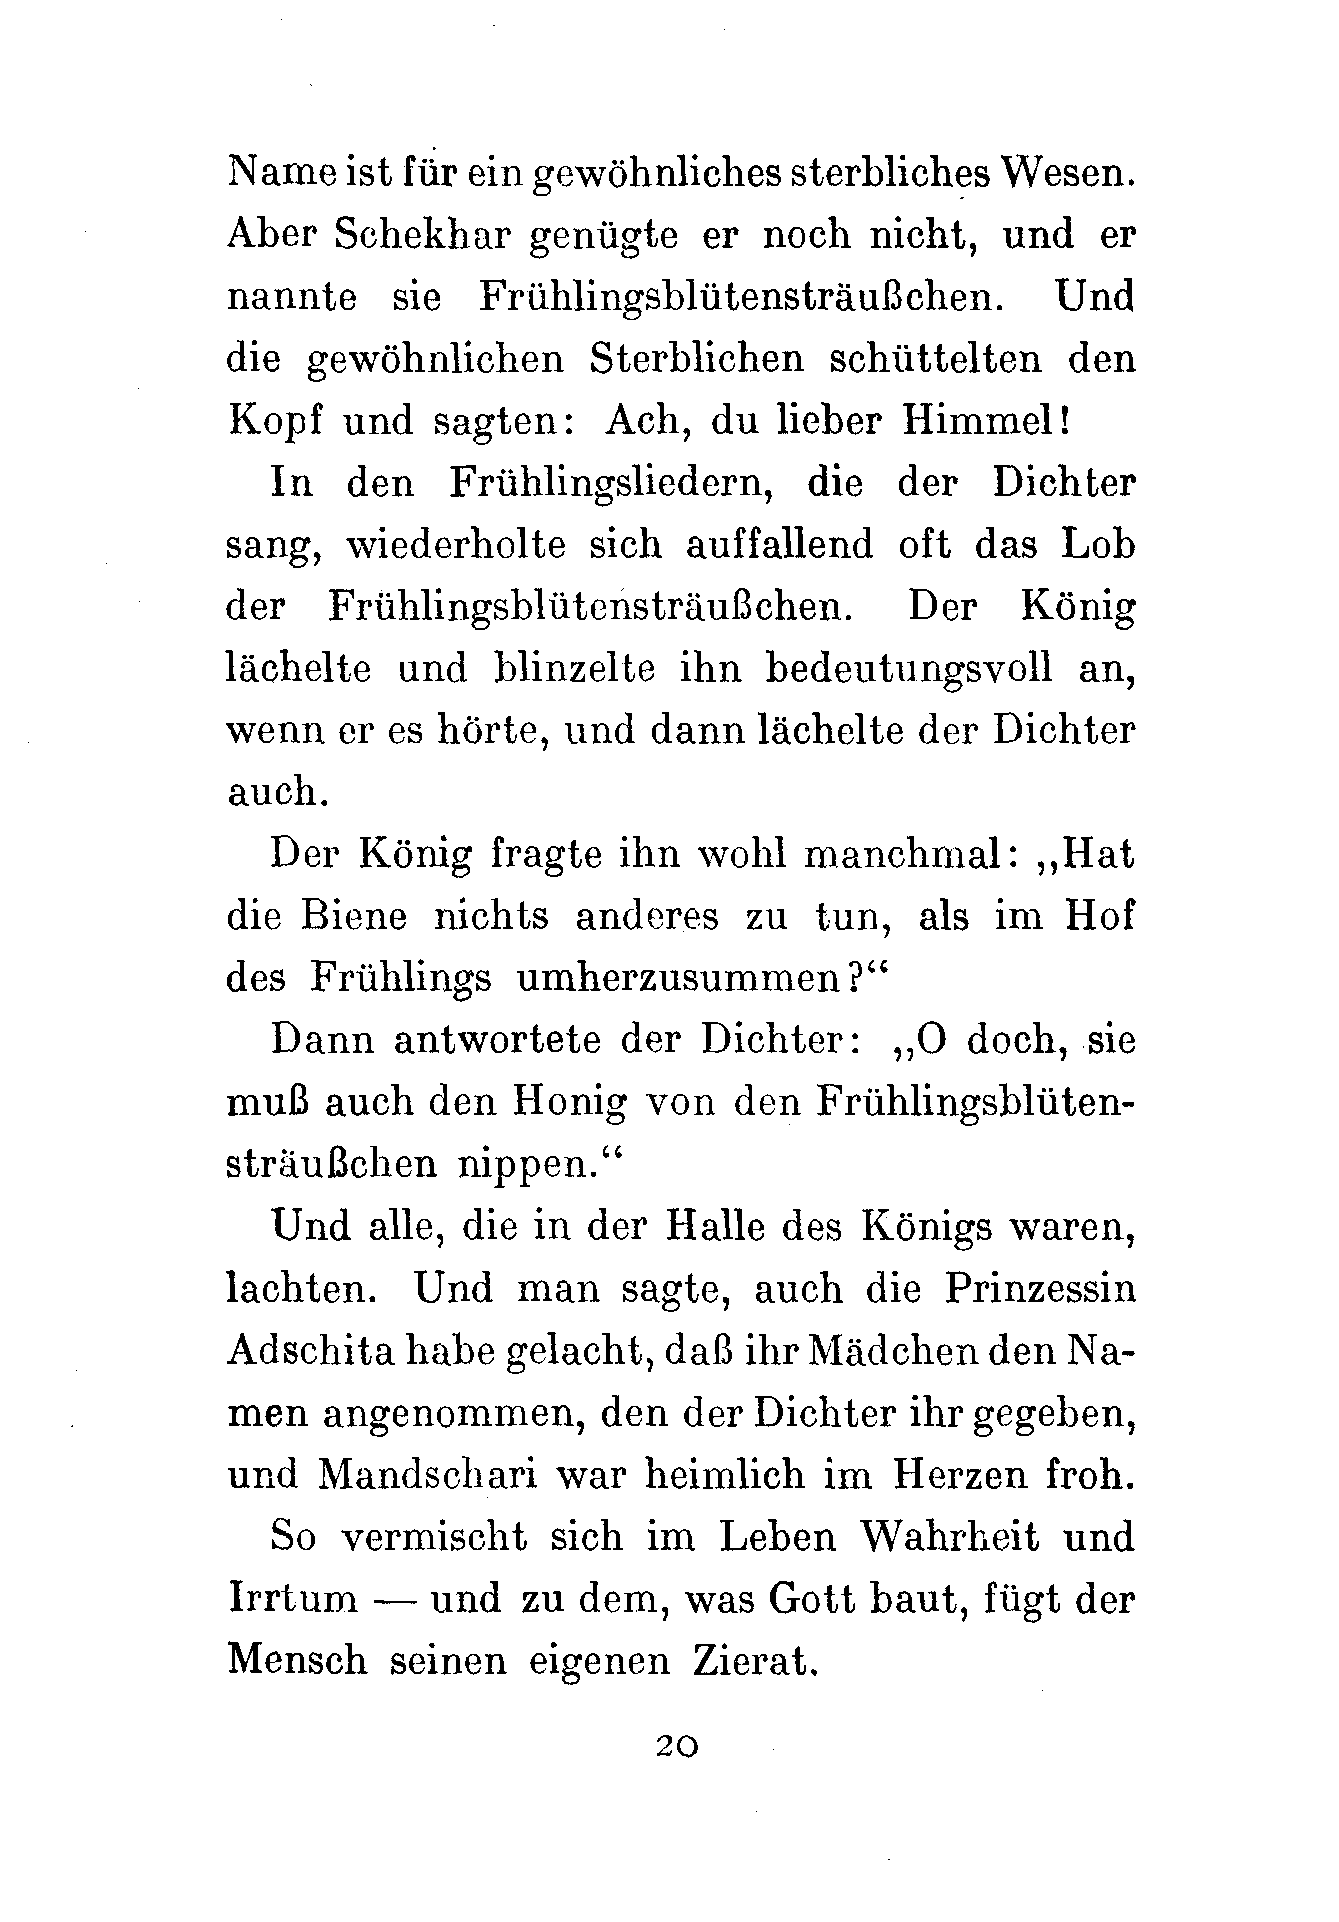 Name ist für ein gewöhnliches sterbliches Wesen.
Aber Schekhar genügte er noch nicht, und er
nannte sie Frühlingsblütensträußchen. Und
die gewöhnlichen Sterblichen schüttelten den
Kopf und sagten: Ach, du lieber Himmel!
In den Frühlingsliedern, die der Dichter
sang, wiederholte sich auffallend oft das Lob
der Frühlingsblütensträußchen. Der König
lächelte und blinzelte ihn bedeutungsvoll an,
wenn er es hörte, und dann lächelte der Dichter
auch.
Der König fragte ihn wohl manchmal: „Hat
die Biene nichts anderes zu tun, als im Hof
des Frühlings umherzusummen?“
Dann antwortete der Dichter: „O doch, sie
muß auch den Honig von den Frühlingsblüten-
sträußchen nippen.“
Und alle, die in der Halle des Königs waren,
lachten. Und man sagte, auch die Prinzessin
Adschita habe gelacht, daß ihr Mädchen den Na-
men angenommen, den der Dichter ihr gegeben,
und Mandschari war heimlich im Herzen froh.
So vermischt sich im Leben Wahrheit und
Irrtum — und zu dem, was Gott baut, fügt der
Mensch seinen eigenen Zierat.
20